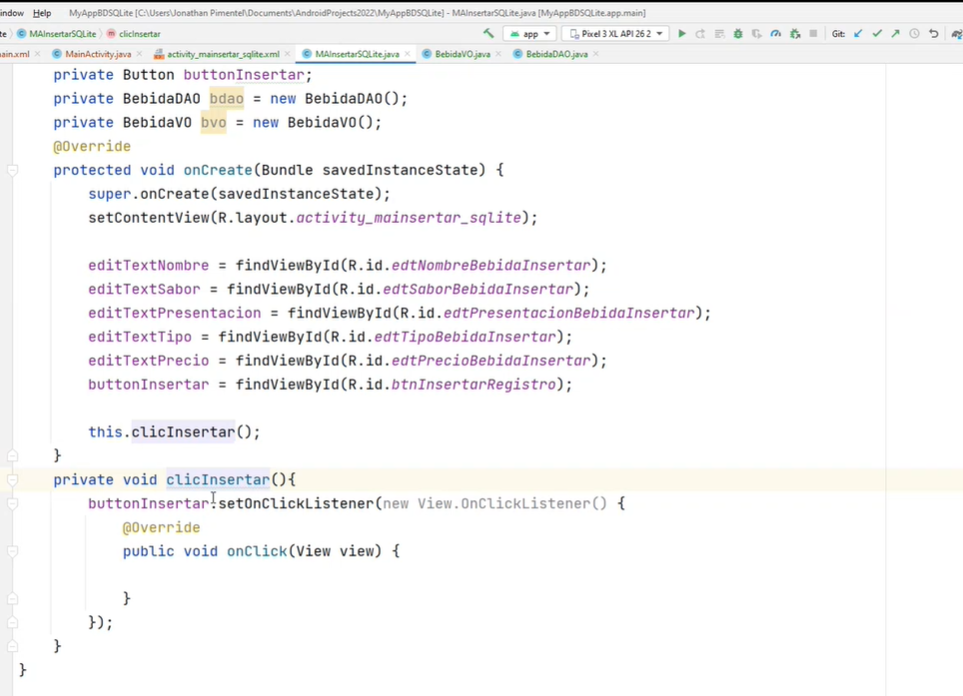 indow Help MyAppBDSQLite [C:\Users\Jonathan Pimentel\Documents\AndroidProjects2022\MyAppBDSQLite] - MAInsertarSQLite.java [MyAppBDSQLite.app.main]
te MAInsertarSQLite clicInsertar app Pixel 3 XL API 26 2 Git:
ain.xml MainActivity.java activity_mainsertar_sqlite.xml MAInsertarSQLite.java BebidaVO.java BebidaDAO.java
private Button buttonInsertar;
private BebidaDAO bdao = new BebidaDAO();
private BebidaVO bvo = new BebidaVO();
@Override
protected void onCreate(Bundle savedInstanceState) {
super.onCreate(savedInstanceState);
setContentView(R.layout.activity_mainsertar_sqlite);
editTextNombre = findViewById(R.id.edtNombreBebidaInsertar);
editTextSabor = findViewById(R.id.edtSaborBebidaInsertar);
editTextPresentacion = findViewById(R.id.edtPresentacionBebidaInsertar);
editTextTipo = findViewById(R.id.edtTipoBebidaInsertar);
editTextPrecio = findViewById(R.id.edtPrecioBebidaInsertar);
buttonInsertar = findViewById(R.id.btnInsertarRegistro);
this.clicInsertar();
}
private void clicInsertar(){
buttonInsertar.setOnClickListener(new View.OnClickListener() {
@Override
public void onClick(View view) {
}
});
}
}